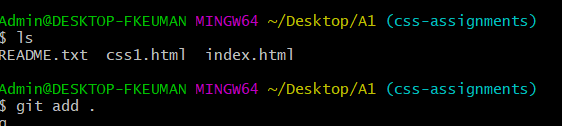 Admin@DESKTOP-FKEUMAN MINGW64 ~/Desktop/A1 (css-assignments)
$ ls
README.txt  css1.html  index.html

Admin@DESKTOP-FKEUMAN MINGW64 ~/Desktop/A1 (css-assignments)
$ git add .